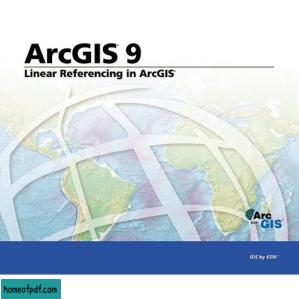 ArcGIS® 9
Linear Referencing in ArcGIS®
Arc
GIS
GIS by ESRI
homeofpdf.com